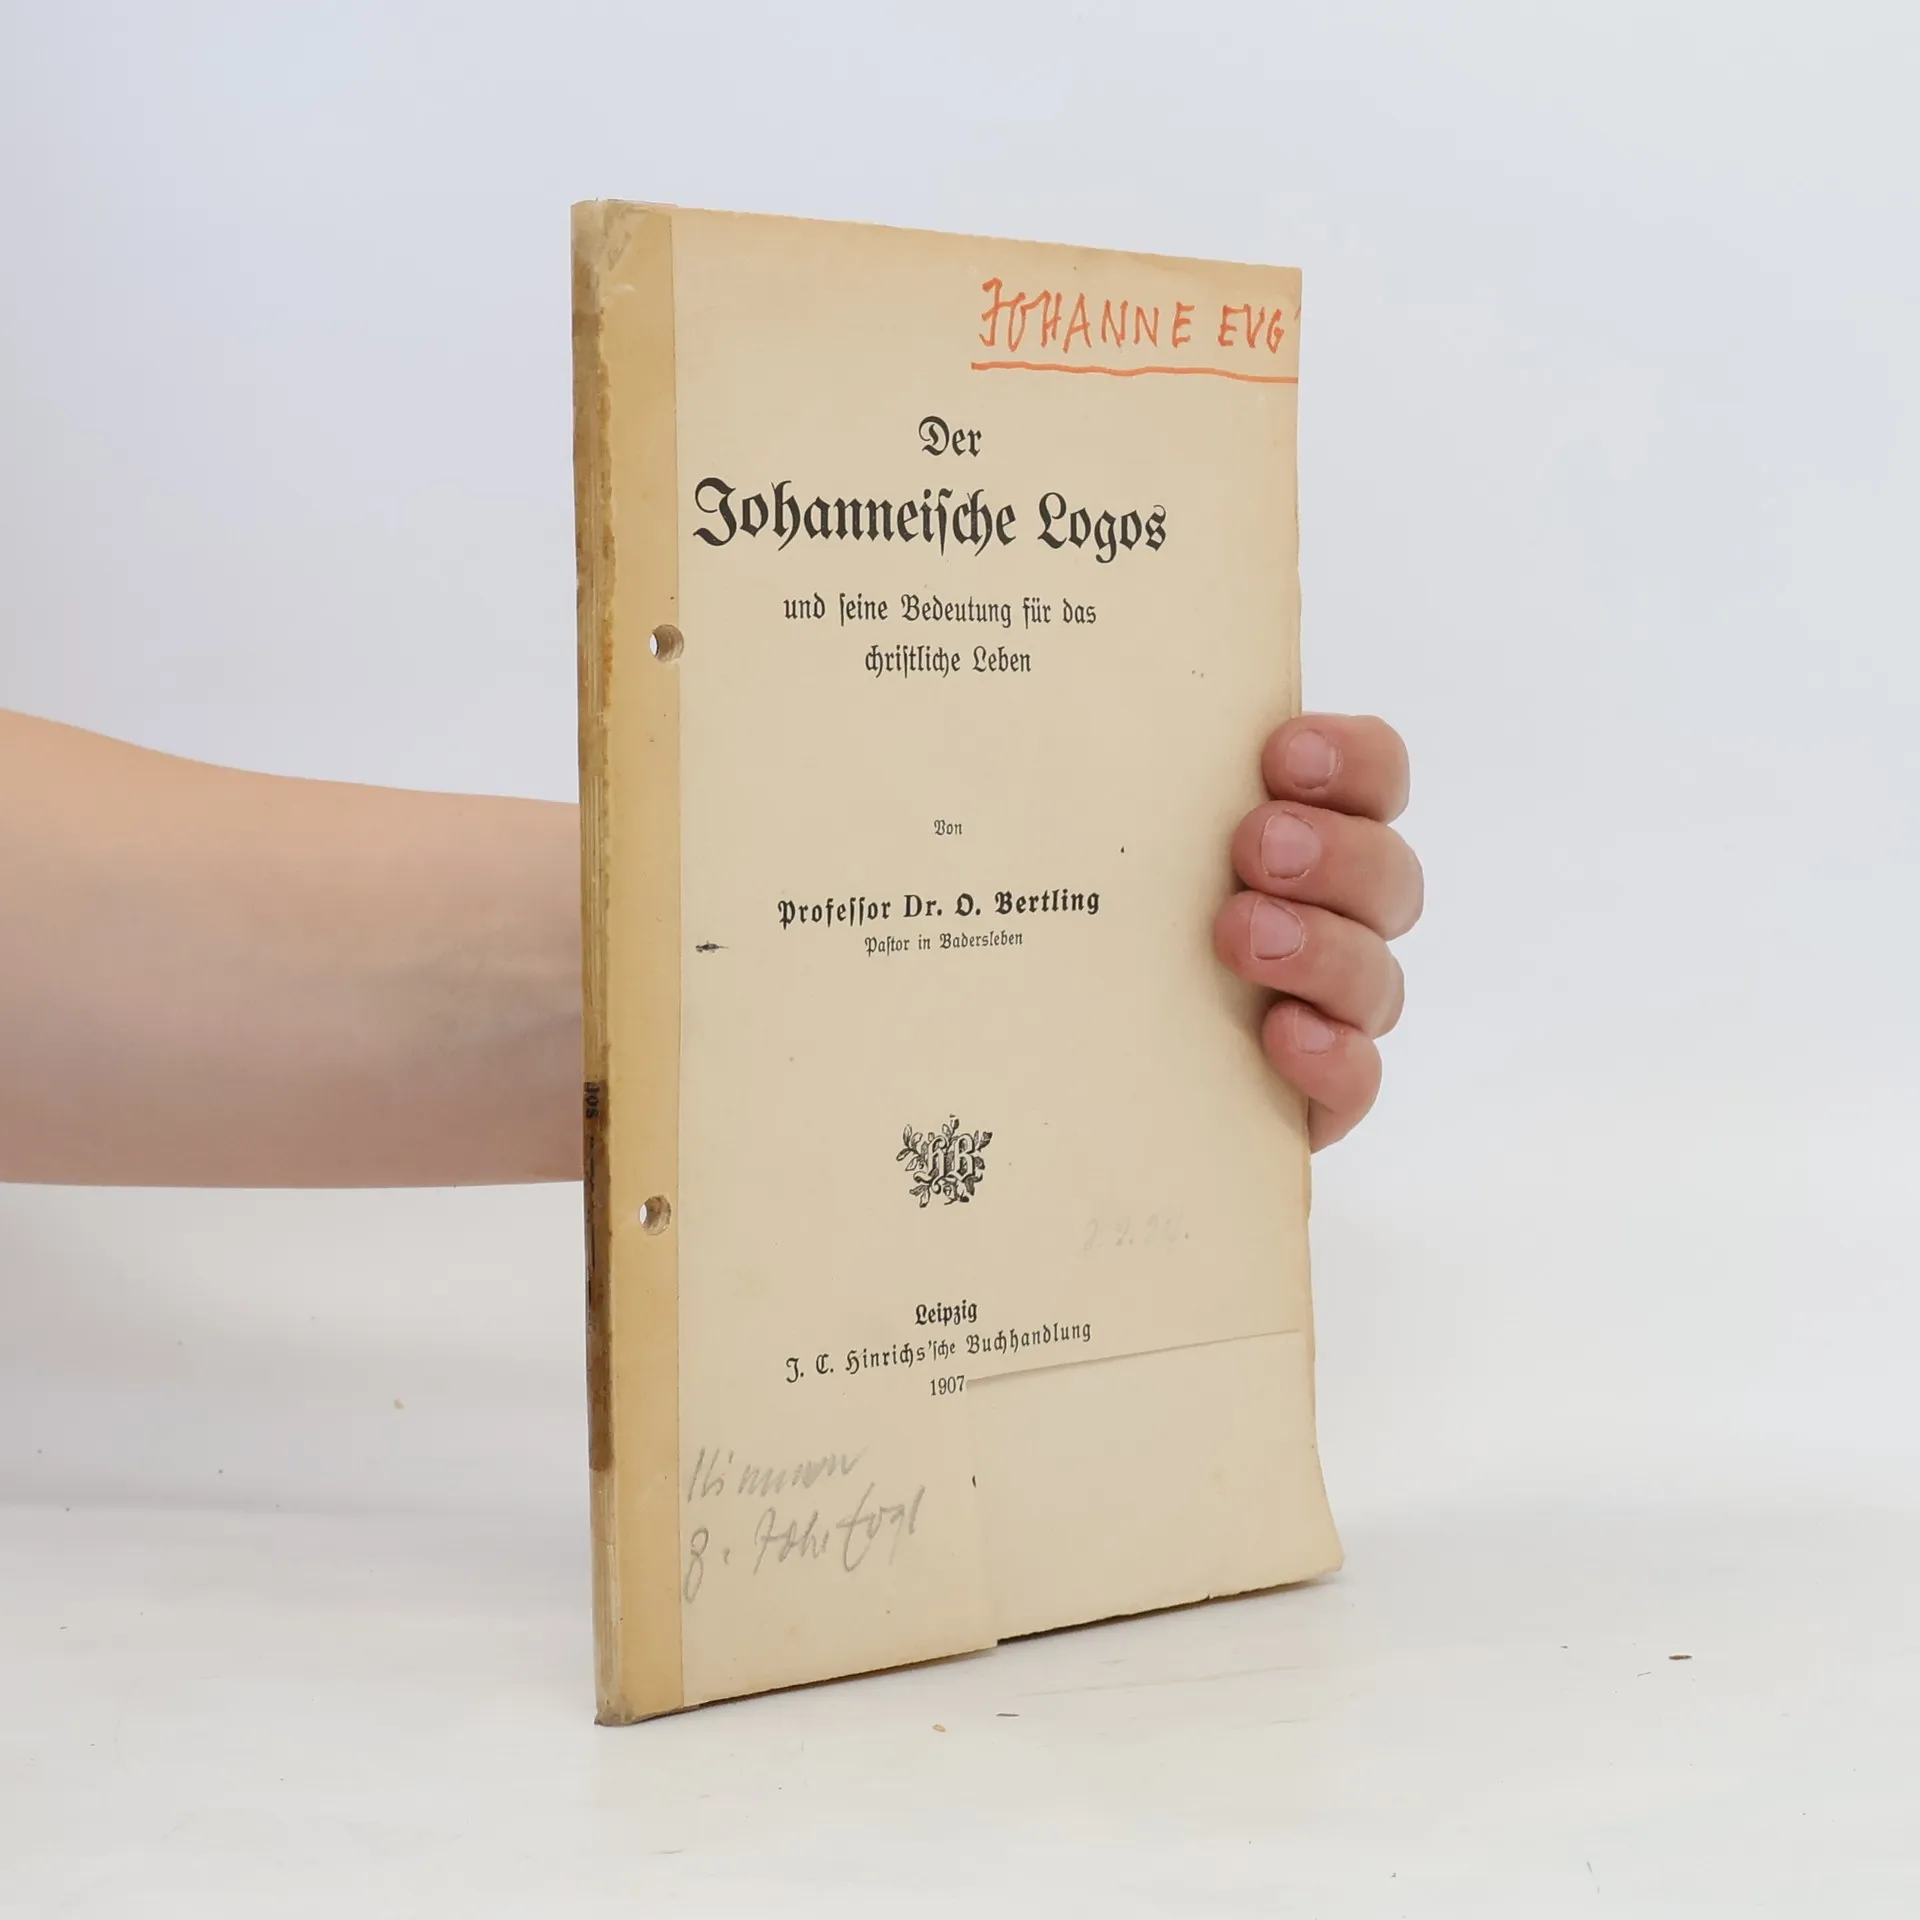 JOHANNE EVG
Der
Johanneiſche Logos
und ſeine Bedeutung für das
chriſtliche Leben
Von
Profeſſor Dr. O. Bertling
Paſtor in Badersleben
HB
Leipzig
J. C. Hinrichs'ſche Buchhandlung
1907